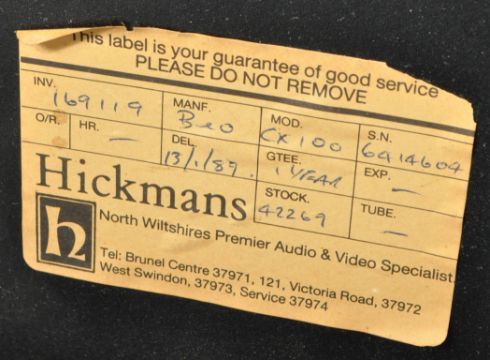 This label is your guarantee of good service
PLEASE DO NOT REMOVE
INV. 169119 MANF. Beo MOD. CX100 S.N. 6914604
O/R. HR. — DEL 13/1/89. GTEE. 1 YEAR EXP. —
STOCK. 42269 TUBE. —
Hickmans
h North Wiltshires Premier Audio & Video Specialist
Tel: Brunel Centre 37971, 121, Victoria Road, 37972
West Swindon, 37973, Service 37974